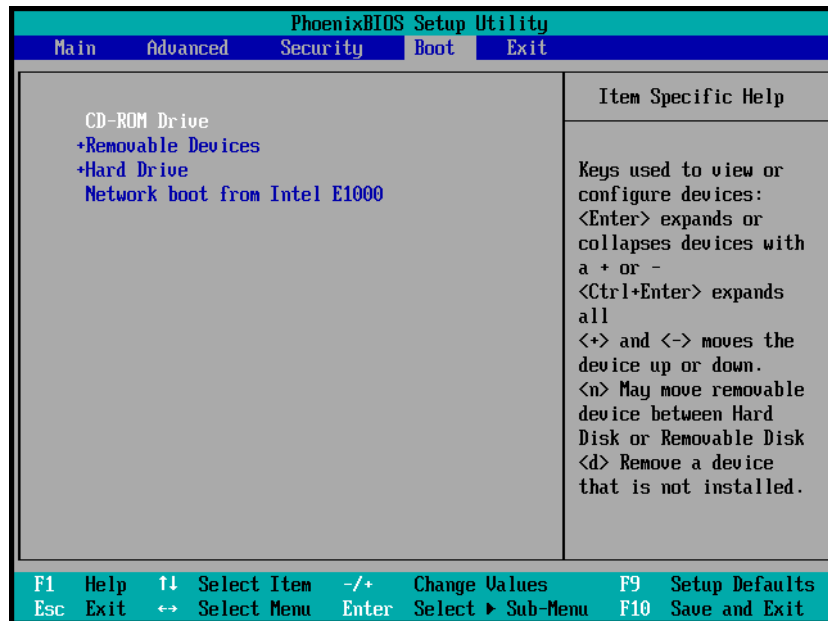 PhoenixBIOS Setup Utility
Main Advanced Security Boot Exit
CD-ROM Drive
+Removable Devices
+Hard Drive
Network boot from Intel E1000
Item Specific Help
Keys used to view or
configure devices:
<Enter> expands or
collapses devices with
a + or -
<Ctrl+Enter> expands
all
<+> and <-> moves the
device up or down.
<n> May move removable
device between Hard
Disk or Removable Disk
<d> Remove a device
that is not installed.
F1 Help ↑↓ Select Item -/+ Change Values F9 Setup Defaults
Esc Exit ↔ Select Menu Enter Select ▶ Sub-Menu F10 Save and Exit